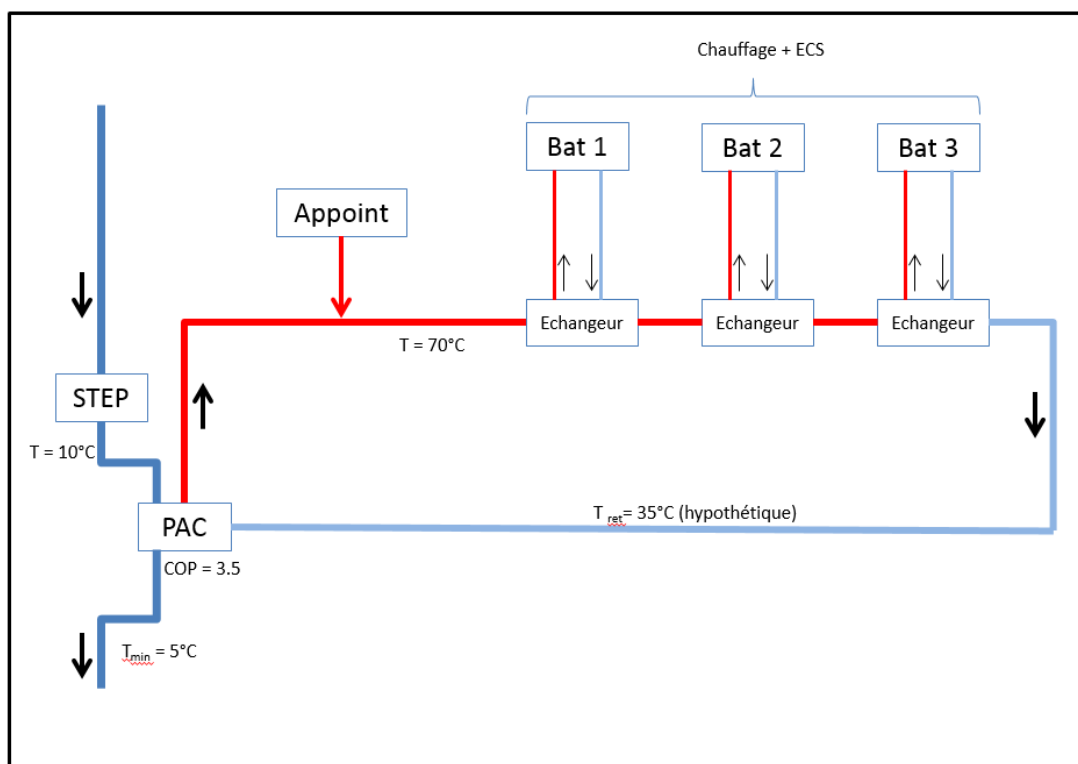 Chauffage + ECS
Bat 1
Bat 2
Bat 3
Appoint
Echangeur
Echangeur
Echangeur
T = 70°C
STEP
T = 10°C
T ret= 35°C (hypothétique)
PAC
COP = 3.5
Tmin = 5°C